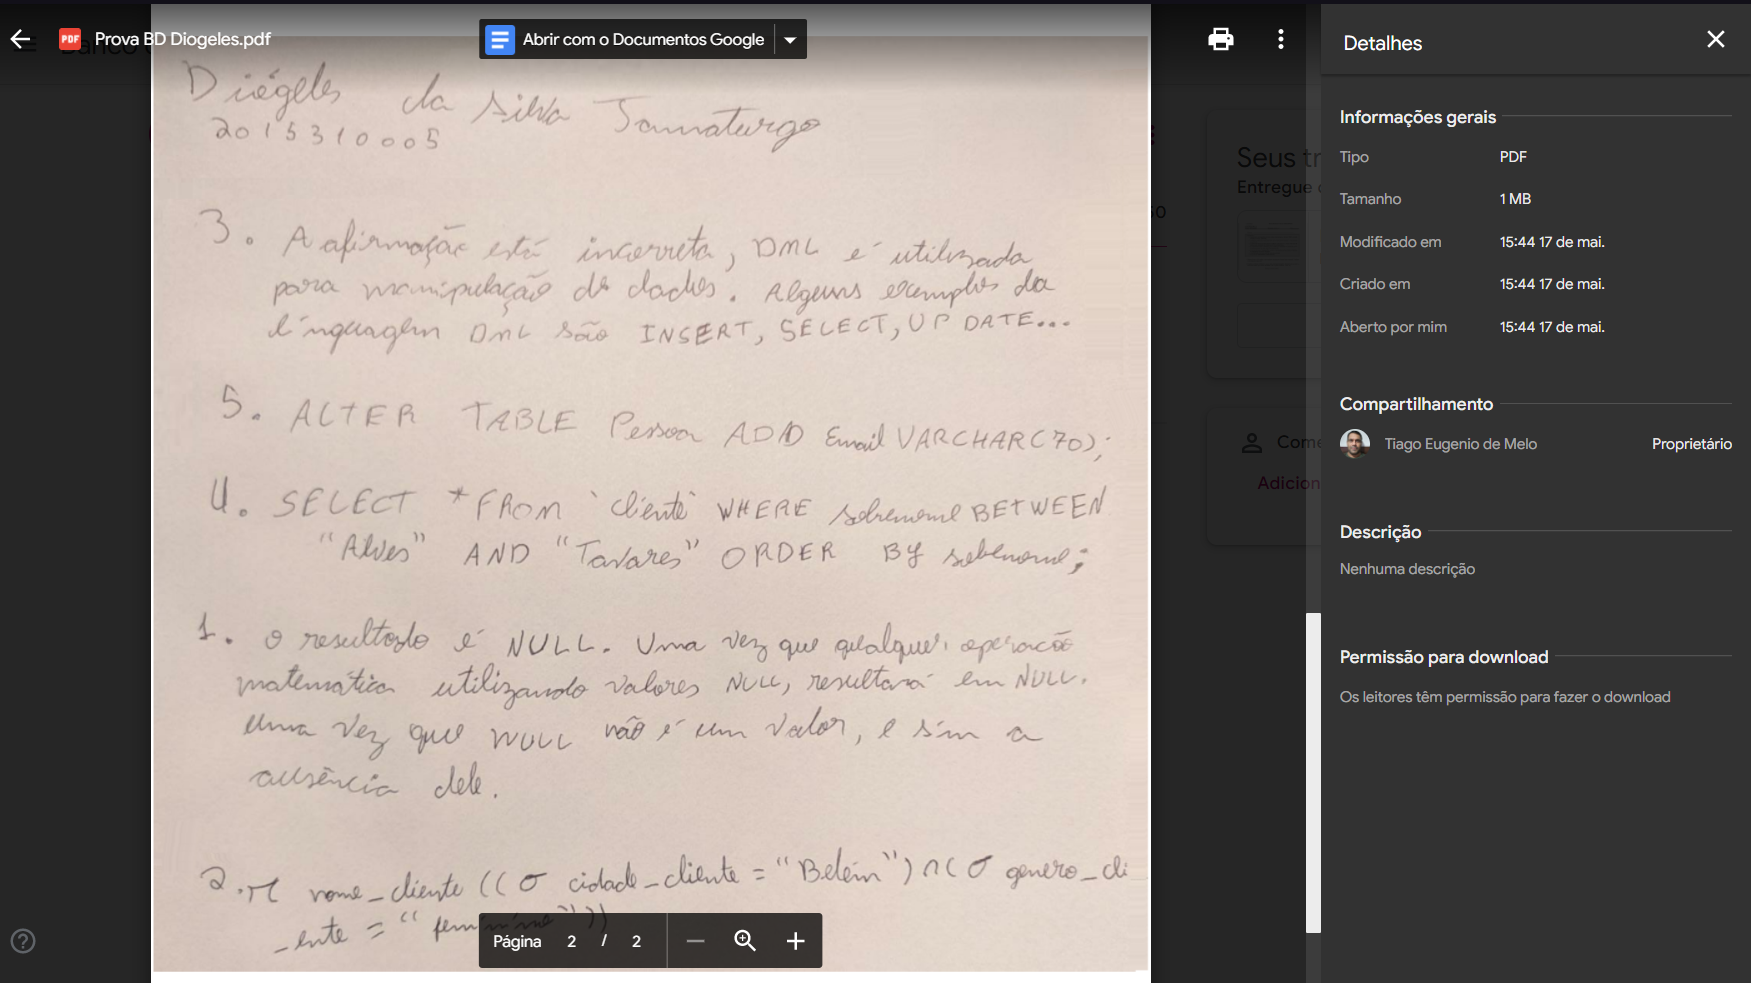 Prova BD Diogeles.pdf
Abrir com o Documentos Google
Diógeles da Silva Taumaturgo
2015310005
3. A afirmação está incorreta, DML é utilizada
para manipulação de dados. Alguns exemplos da
linguagem DML são INSERT, SELECT, UPDATE...
5. ALTER TABLE Pessoa ADD Email VARCHAR(70);
4. SELECT * FROM `cliente` WHERE sobrenome BETWEEN
"Alves" AND "Tavares" ORDER BY sobrenome;
1. O resultado é NULL. Uma vez que qualquer operação
matemática utilizando valores NULL, resultará em NULL.
uma vez que NULL não é um valor, e sim a
ausência dele.
2. π nome_cliente ((σ cidade_cliente = "Belém") ∩ (σ genero_cli
_ente = "feminino"))
Página 2 / 2
Seus tr
Entregue
Come
Adicion
Detalhes
Informações gerais
Tipo PDF
Tamanho 1 MB
Modificado em 15:44 17 de mai.
Criado em 15:44 17 de mai.
Aberto por mim 15:44 17 de mai.
Compartilhamento
Tiago Eugenio de Melo Proprietário
Descrição
Nenhuma descrição
Permissão para download
Os leitores têm permissão para fazer o download